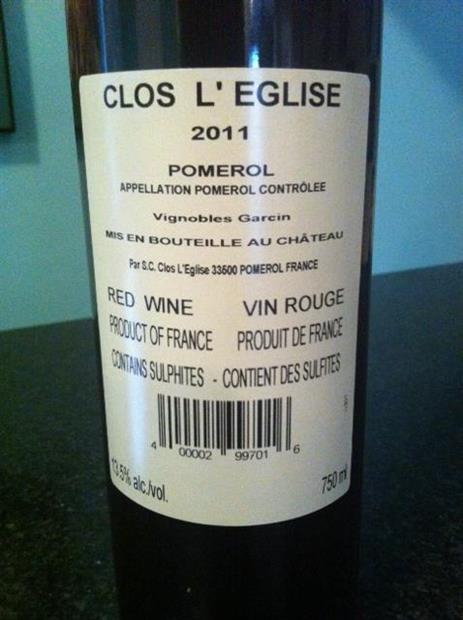 CLOS L' EGLISE
2011
POMEROL
APPELLATION POMEROL CONTRÔLEE
Vignobles Garcin
MIS EN BOUTEILLE AU CHÂTEAU
Par S.C. Clos L'Eglise 33500 POMEROL FRANCE
RED WINE VIN ROUGE
PRODUCT OF FRANCE PRODUIT DE FRANCE
CONTAINS SULPHITES - CONTIENT DES SULFITES
4 00002 99701 6
13.5% alc./vol. 750 ml